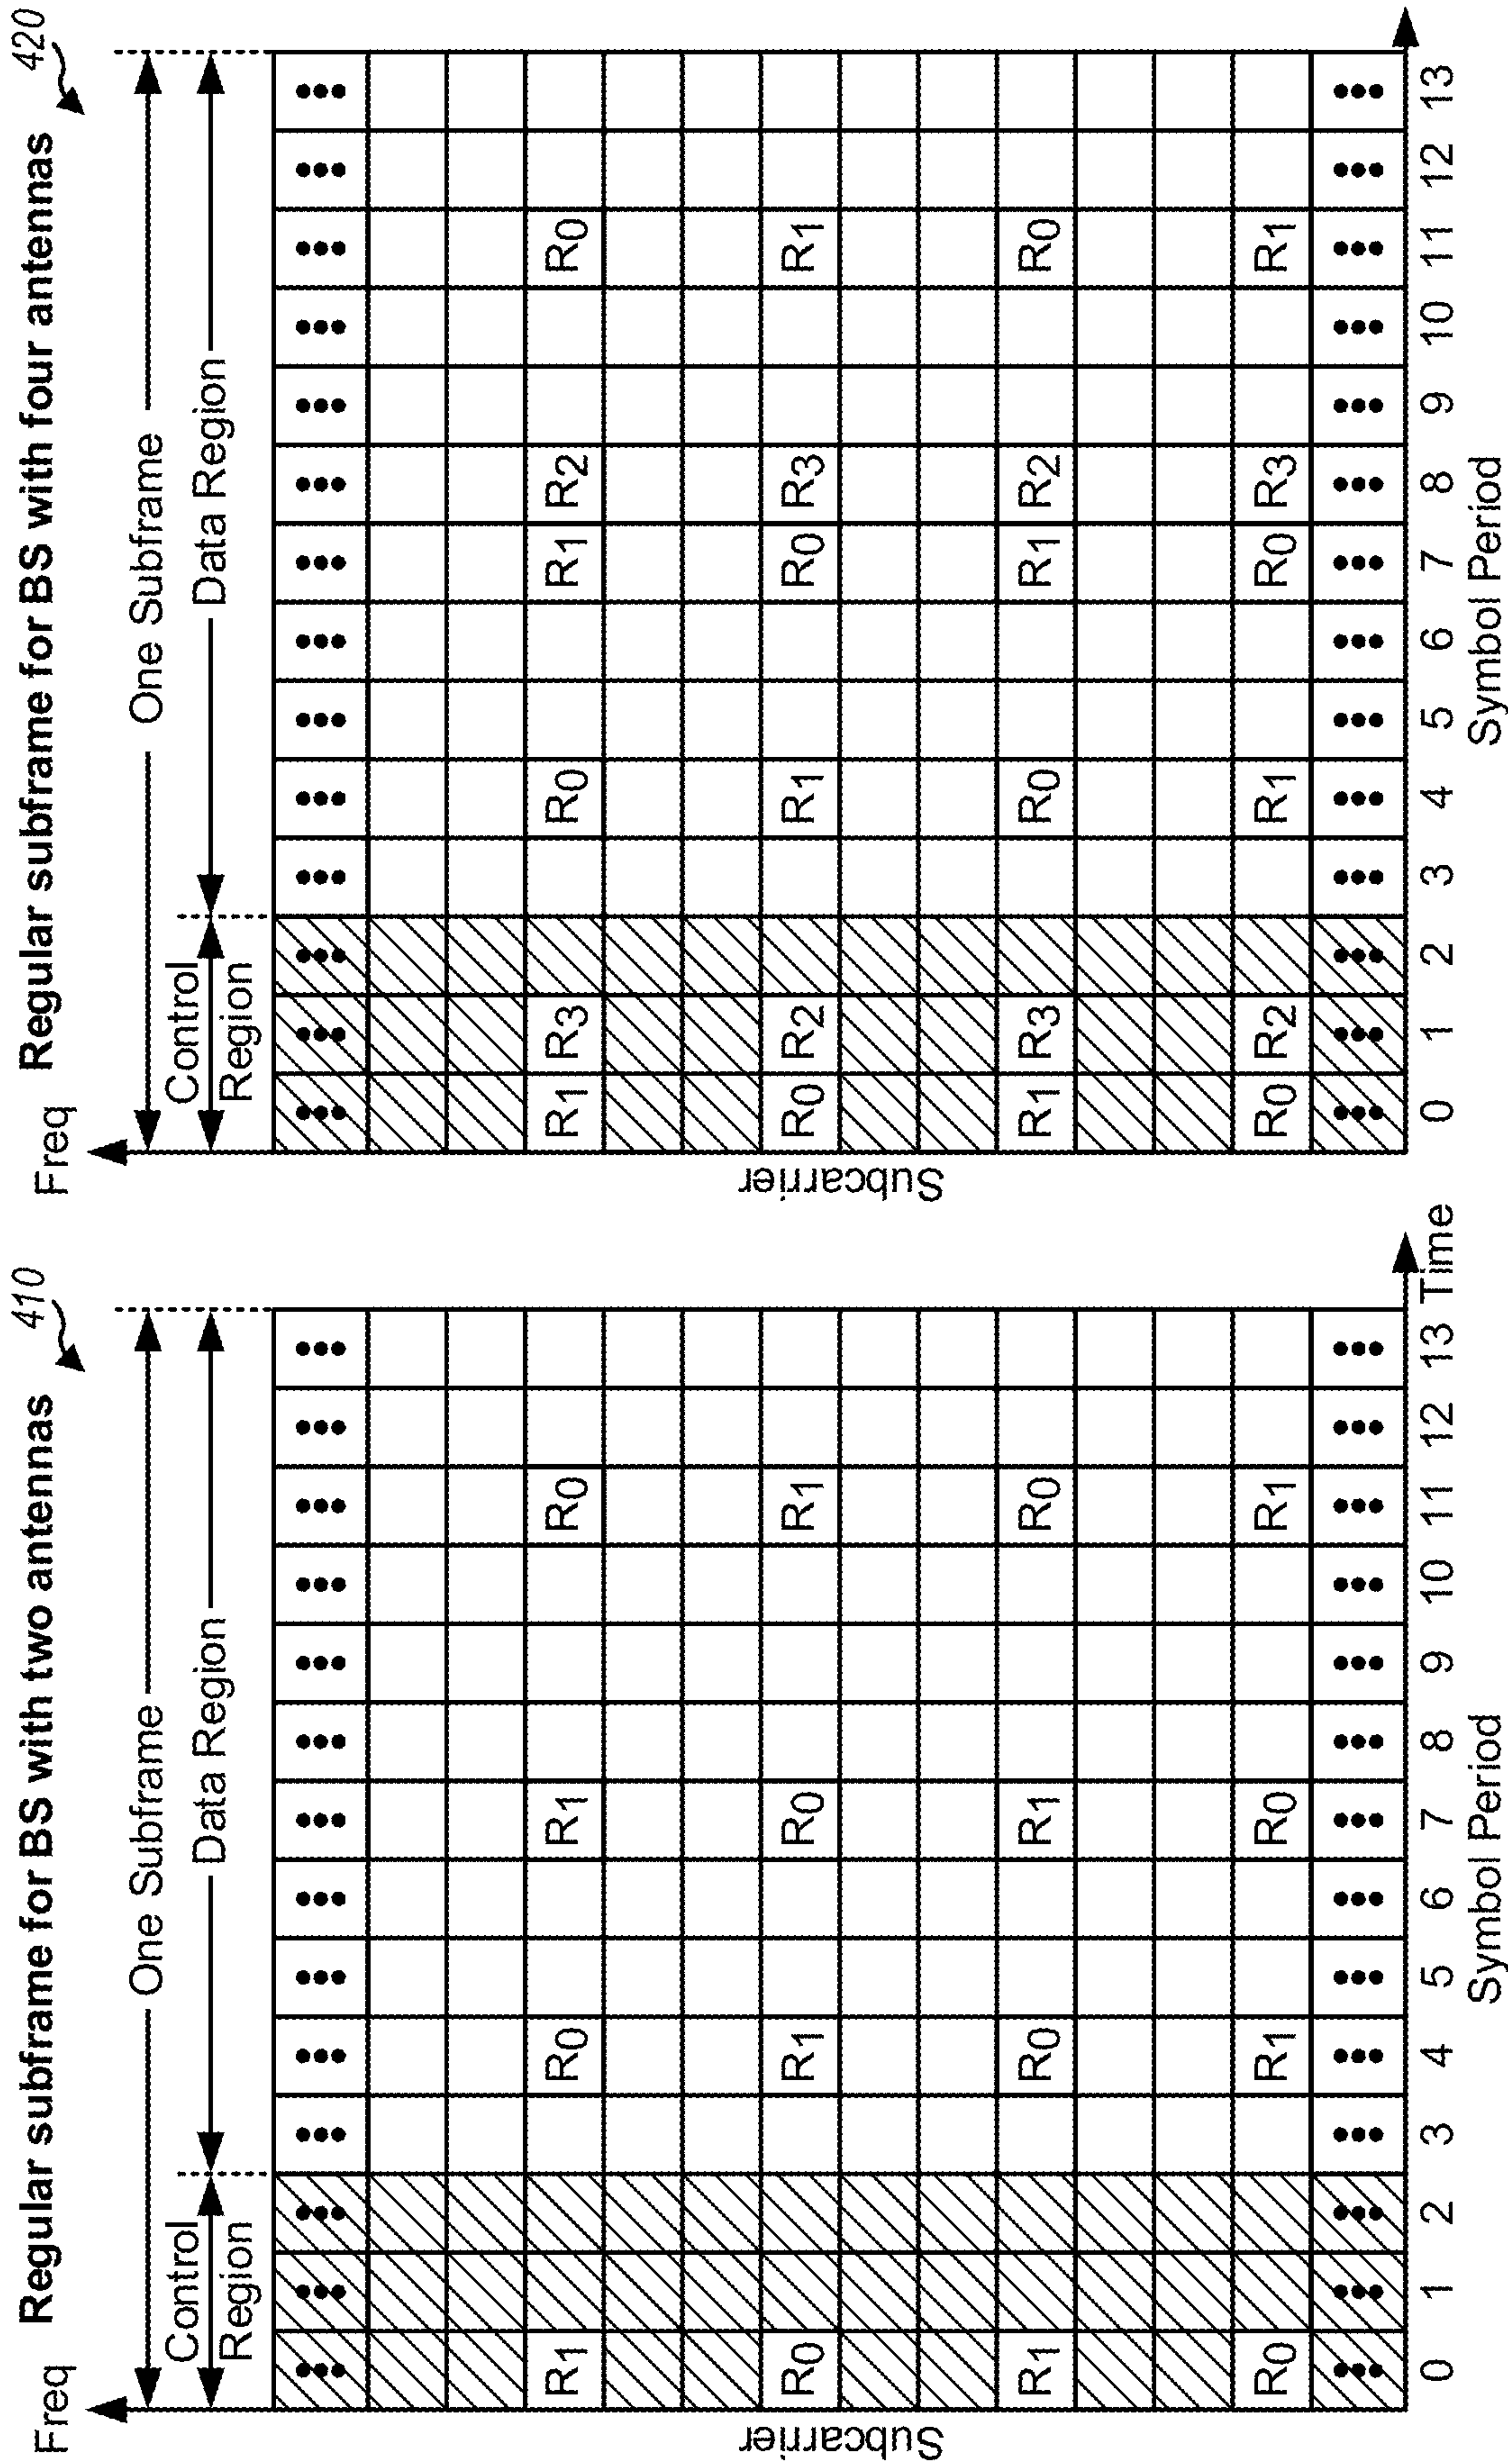 Regular subframe for BS with two antennas
410
Freq
One Subframe
Control
Region
Data Region
Subcarrier
R1 R0 R1 R0
R0 R1 R0 R1
R1 R0 R1 R0
R0 R1 R0 R1
0 1 2 3 4 5 6 7 8 9 10 11 12 13 Time
Symbol Period
Regular subframe for BS with four antennas
420
Freq
One Subframe
Control
Region
Data Region
Subcarrier
R1 R3 R0 R1 R2 R0
R0 R2 R1 R0 R3 R1
R1 R3 R0 R1 R2 R0
R0 R2 R1 R0 R3 R1
0 1 2 3 4 5 6 7 8 9 10 11 12 13
Symbol Period